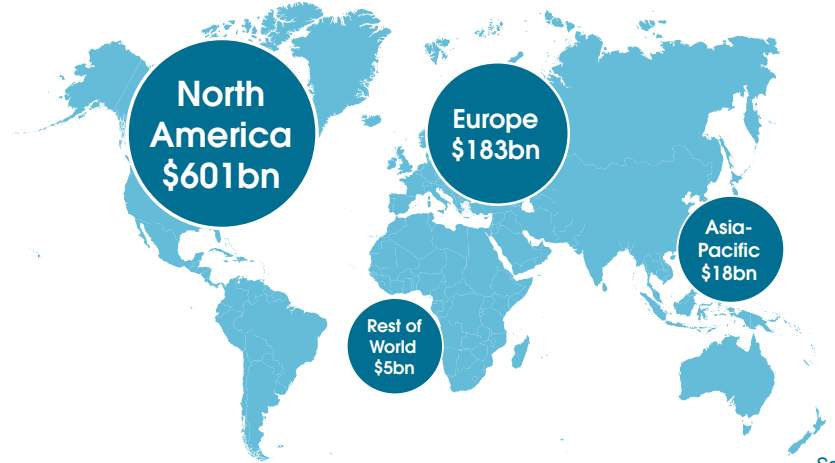 North
America
$601bn
Europe
$183bn
Asia-
Pacific
$18bn
Rest of
World
$5bn